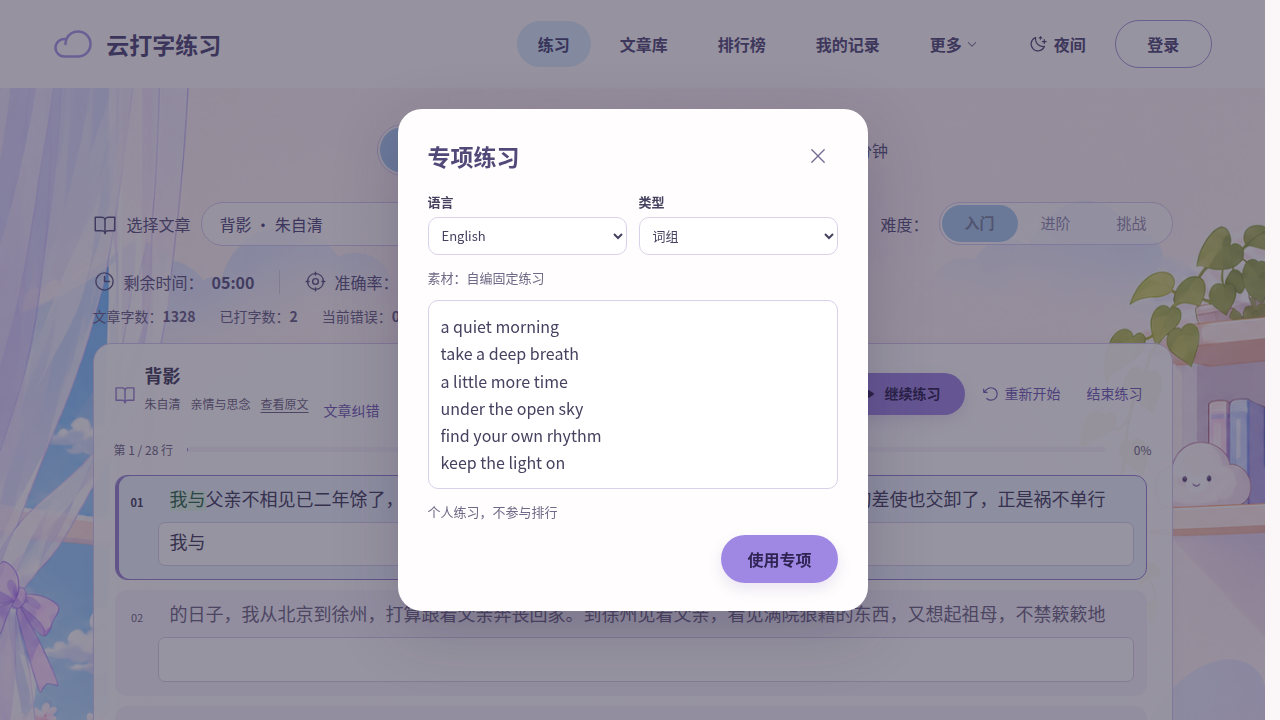 云打字练习
练习
文章库
排行榜
我的记录
更多
夜间
登录
分钟
选择文章
背影 · 朱自清
难度：
入门
进阶
挑战
剩余时间：
05:00
准确率：
文章字数：1328
已打字数：2
当前错误：0
背影
朱自清
亲情与思念
查看原文
文章纠错
继续练习
重新开始
结束练习
第 1 / 28 行
0%
01
我与父亲不相见已二年馀了，
的差使也交卸了，正是祸不单行
我与
02
的日子，我从北京到徐州，打算跟着父亲奔丧回家。到徐州见着父亲，看见满院狼籍的东西，又想起祖母，不禁簌簌地
专项练习
语言
类型
English
词组
素材：自编固定练习
a quiet morning
take a deep breath
a little more time
under the open sky
find your own rhythm
keep the light on
个人练习，不参与排行
使用专项